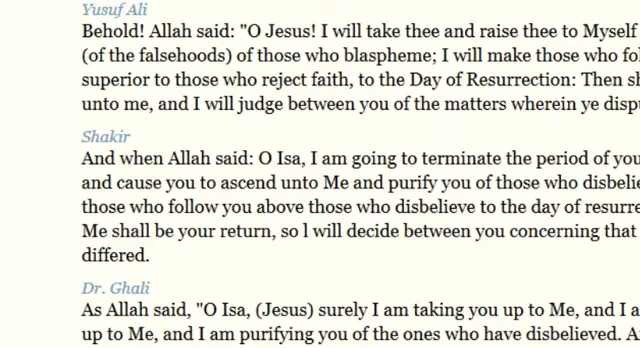 Yusuf Ali
Behold! Allah said: "O Jesus! I will take thee and raise thee to Myself
(of the falsehoods) of those who blaspheme; I will make those who
superior to those who reject faith, to the Day of Resurrection: Then
unto me, and I will judge between you of the matters wherein ye
Shakir
And when Allah said: O Isa, I am going to terminate the period of
and cause you to ascend unto Me and purify you of those who
those who follow you above those who disbelieve to the day of
Me shall be your return, so l will decide between you concerning that
differed.
Dr. Ghali
As Allah said, "O Isa, (Jesus) surely I am taking you up to Me, and I
up to Me, and I am purifying you of the ones who have disbelieved.